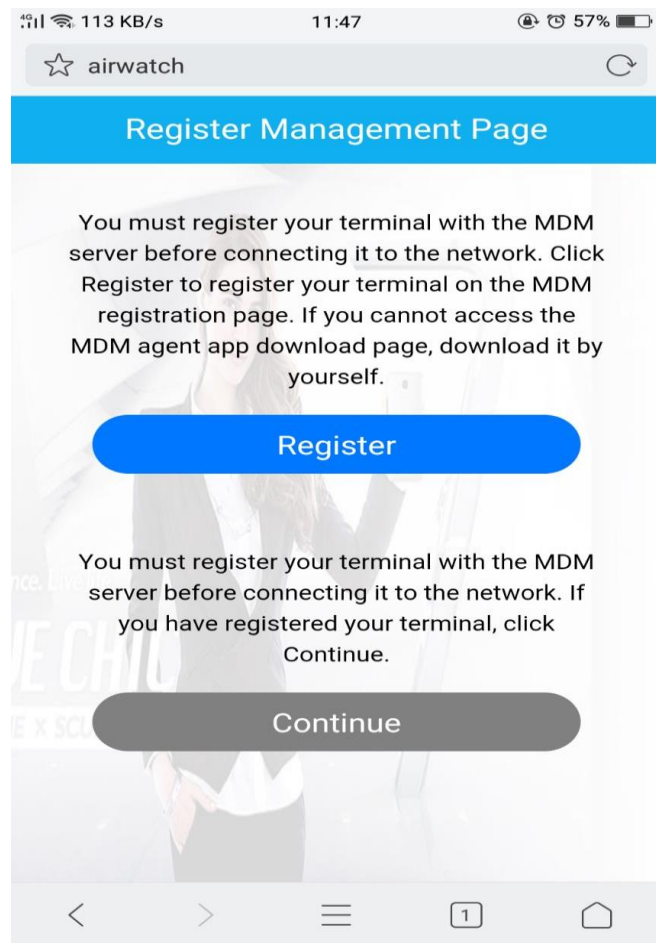 4G 113 KB/s 11:47 57%
airwatch
Register Management Page
You must register your terminal with the MDM
server before connecting it to the network. Click
Register to register your terminal on the MDM
registration page. If you cannot access the
MDM agent app download page, download it by
yourself.
Register
You must register your terminal with the MDM
server before connecting it to the network. If
you have registered your terminal, click
Continue.
Continue
1